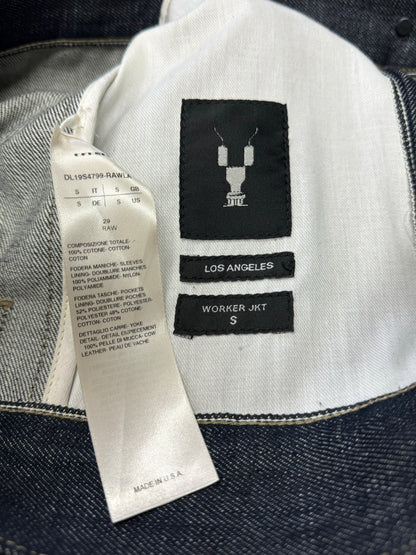 DL19S4799-RAWLA
S IT S GB
S DE S US
29
RAW
COMPOSIZIONE TOTALE-
100% COTONE- COTTON-
COTON
FODERA MANICHE- SLEEVES
LINING- DOUBLURE MANCHES
100% POLIAMMIDE- NYLON-
POLYAMIDE
FODERA TASCHE- POCKETS
LINING- DOUBLURE POCHES
52% POLIESTERE- POLYESTER-
POLYESTER 48% COTONE-
COTTON- COTON
DETTAGLIO CARRE- YOKE
DETAIL- DETAIL EMPIECEMENT
100% PELLE DI MUCCA- COW
LEATHER- PEAU DE VACHE
MADE IN U.S.A.
LOS ANGELES
WORKER JKT
S